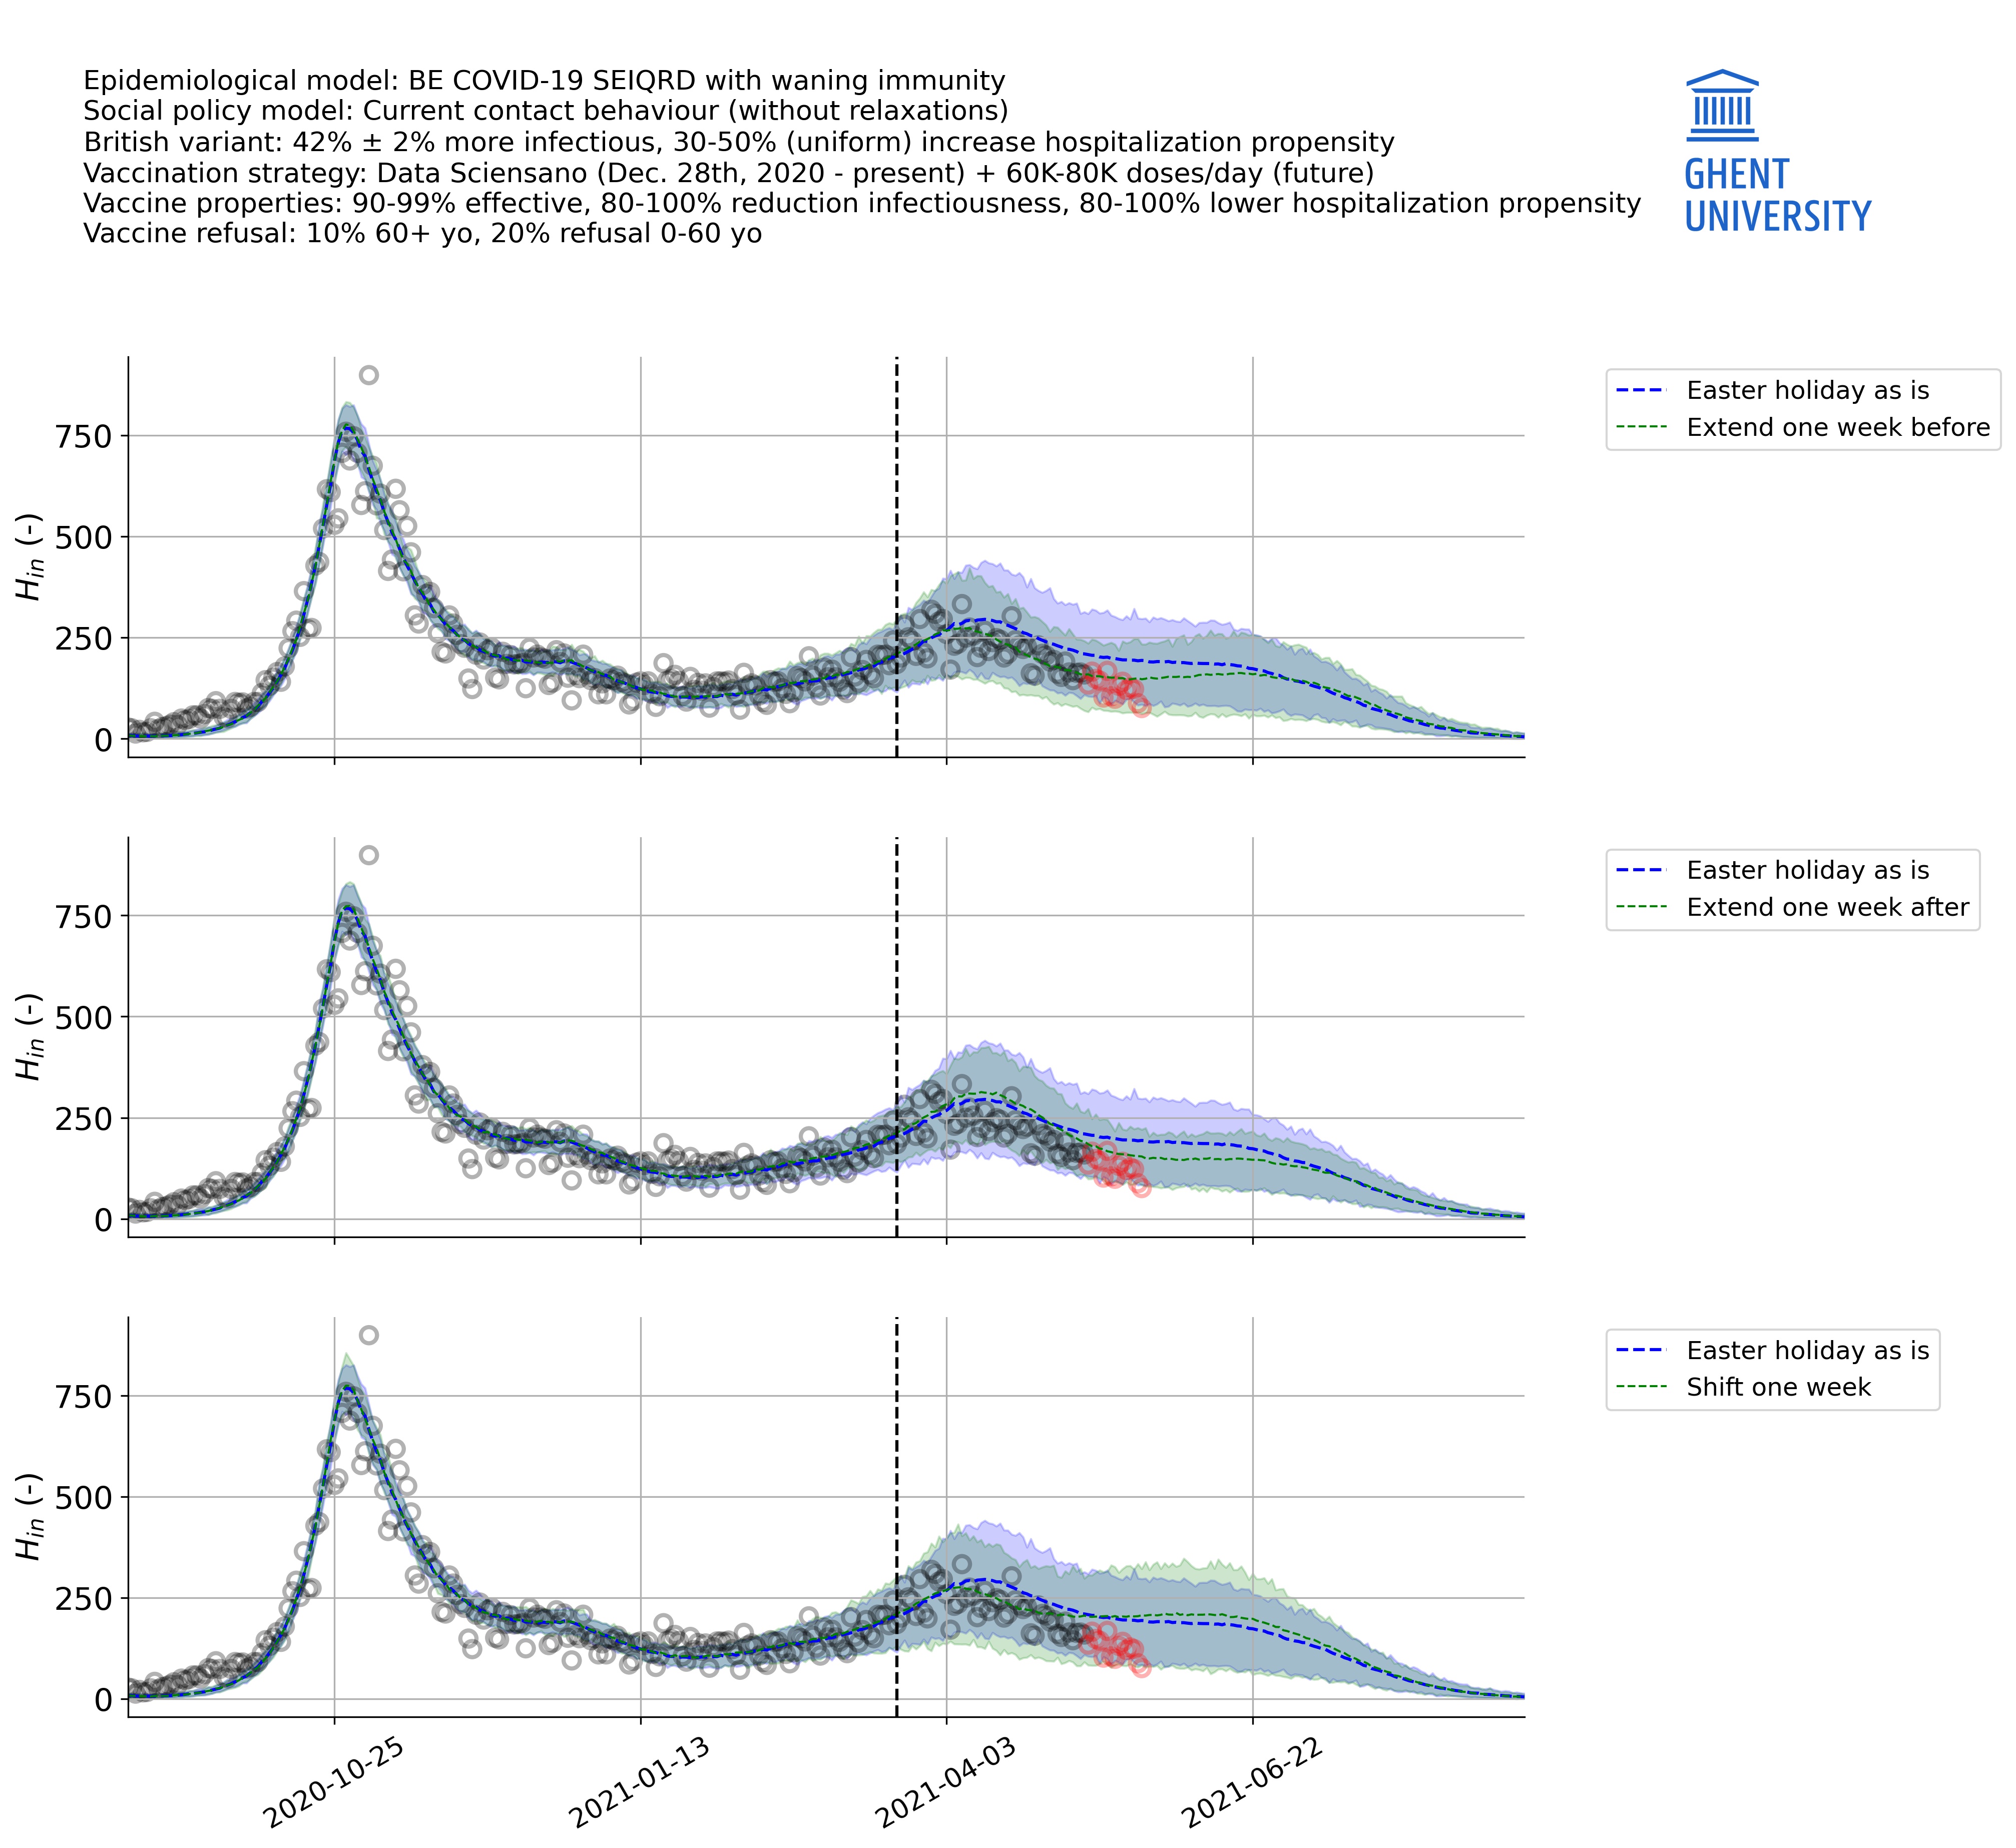 Epidemiological model: BE COVID-19 SEIQRD with waning immunity
Social policy model: Current contact behaviour (without relaxations)
British variant: 42% ± 2% more infectious, 30-50% (uniform) increase hospitalization propensity
Vaccination strategy: Data Sciensano (Dec. 28th, 2020 - present) + 60K-80K doses/day (future)
Vaccine properties: 90-99% effective, 80-100% reduction infectiousness, 80-100% lower hospitalization propensity
Vaccine refusal: 10% 60+ yo, 20% refusal 0-60 yo
GHENT
UNIVERSITY
H_in (-)
750
500
250
0
Easter holiday as is
Extend one week before
H_in (-)
750
500
250
0
Easter holiday as is
Extend one week after
H_in (-)
750
500
250
0
Easter holiday as is
Shift one week
2020-10-25
2021-01-13
2021-04-03
2021-06-22